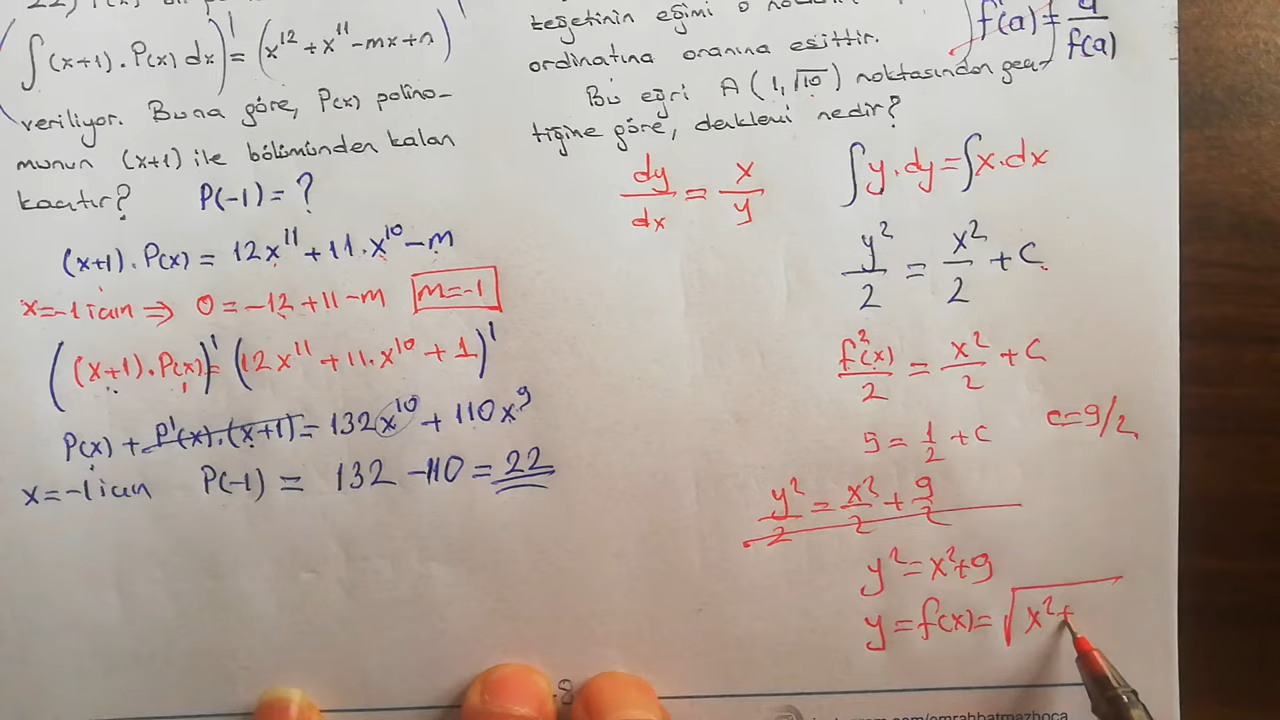 (∫(x+1).P(x)dx)' = (x¹²+x¹¹-mx+n)'
veriliyor. Buna göre, P(x) polino-
munun (x+1) ile bölümünden kalan
kaçtır? P(-1)=?
(x+1).P(x) = 12x¹¹+11.x¹⁰-m
x=-1 için ⇒ 0=-12+11-m m=-1
((x+1).P(x))' = (12x¹¹+11.x¹⁰+1)'
P(x)+P'(x).(x+1)=132x¹⁰+110x⁹
x=-1 için P(-1) = 132-110=22
teğetinin eğimi o
ordinatına oranına eşittir.
f'(a)=a/f(a)
Bu eğri A(1,√10) noktasından geç-
tiğine göre, denklemi nedir?
dy/dx = x/y
∫y.dy=∫x.dx
y²/2 = x²/2 + C
f²(x)/2 = x²/2 + C
5=1/2+C c=9/2
y²/2=x²/2+9/2
y²=x²+9
y=f(x)=√x²+
8